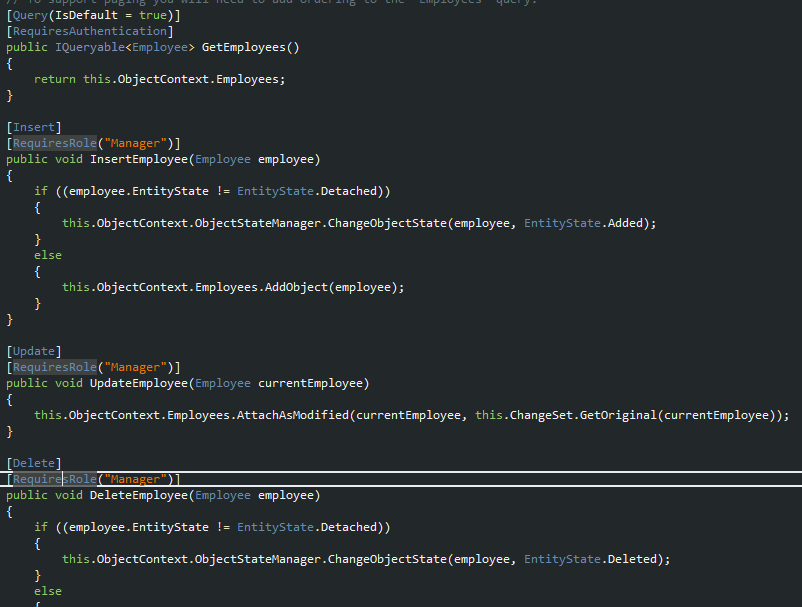 // To support paging you will need to add ordering to the 'Employees' query.
[Query(IsDefault = true)]
[RequiresAuthentication]
public IQueryable<Employee> GetEmployees()
{
    return this.ObjectContext.Employees;
}

[Insert]
[RequiresRole("Manager")]
public void InsertEmployee(Employee employee)
{
    if ((employee.EntityState != EntityState.Detached))
    {
        this.ObjectContext.ObjectStateManager.ChangeObjectState(employee, EntityState.Added);
    }
    else
    {
        this.ObjectContext.Employees.AddObject(employee);
    }
}

[Update]
[RequiresRole("Manager")]
public void UpdateEmployee(Employee currentEmployee)
{
    this.ObjectContext.Employees.AttachAsModified(currentEmployee, this.ChangeSet.GetOriginal(currentEmployee));
}

[Delete]
[RequiresRole("Manager")]
public void DeleteEmployee(Employee employee)
{
    if ((employee.EntityState != EntityState.Detached))
    {
        this.ObjectContext.ObjectStateManager.ChangeObjectState(employee, EntityState.Deleted);
    }
    else
    {